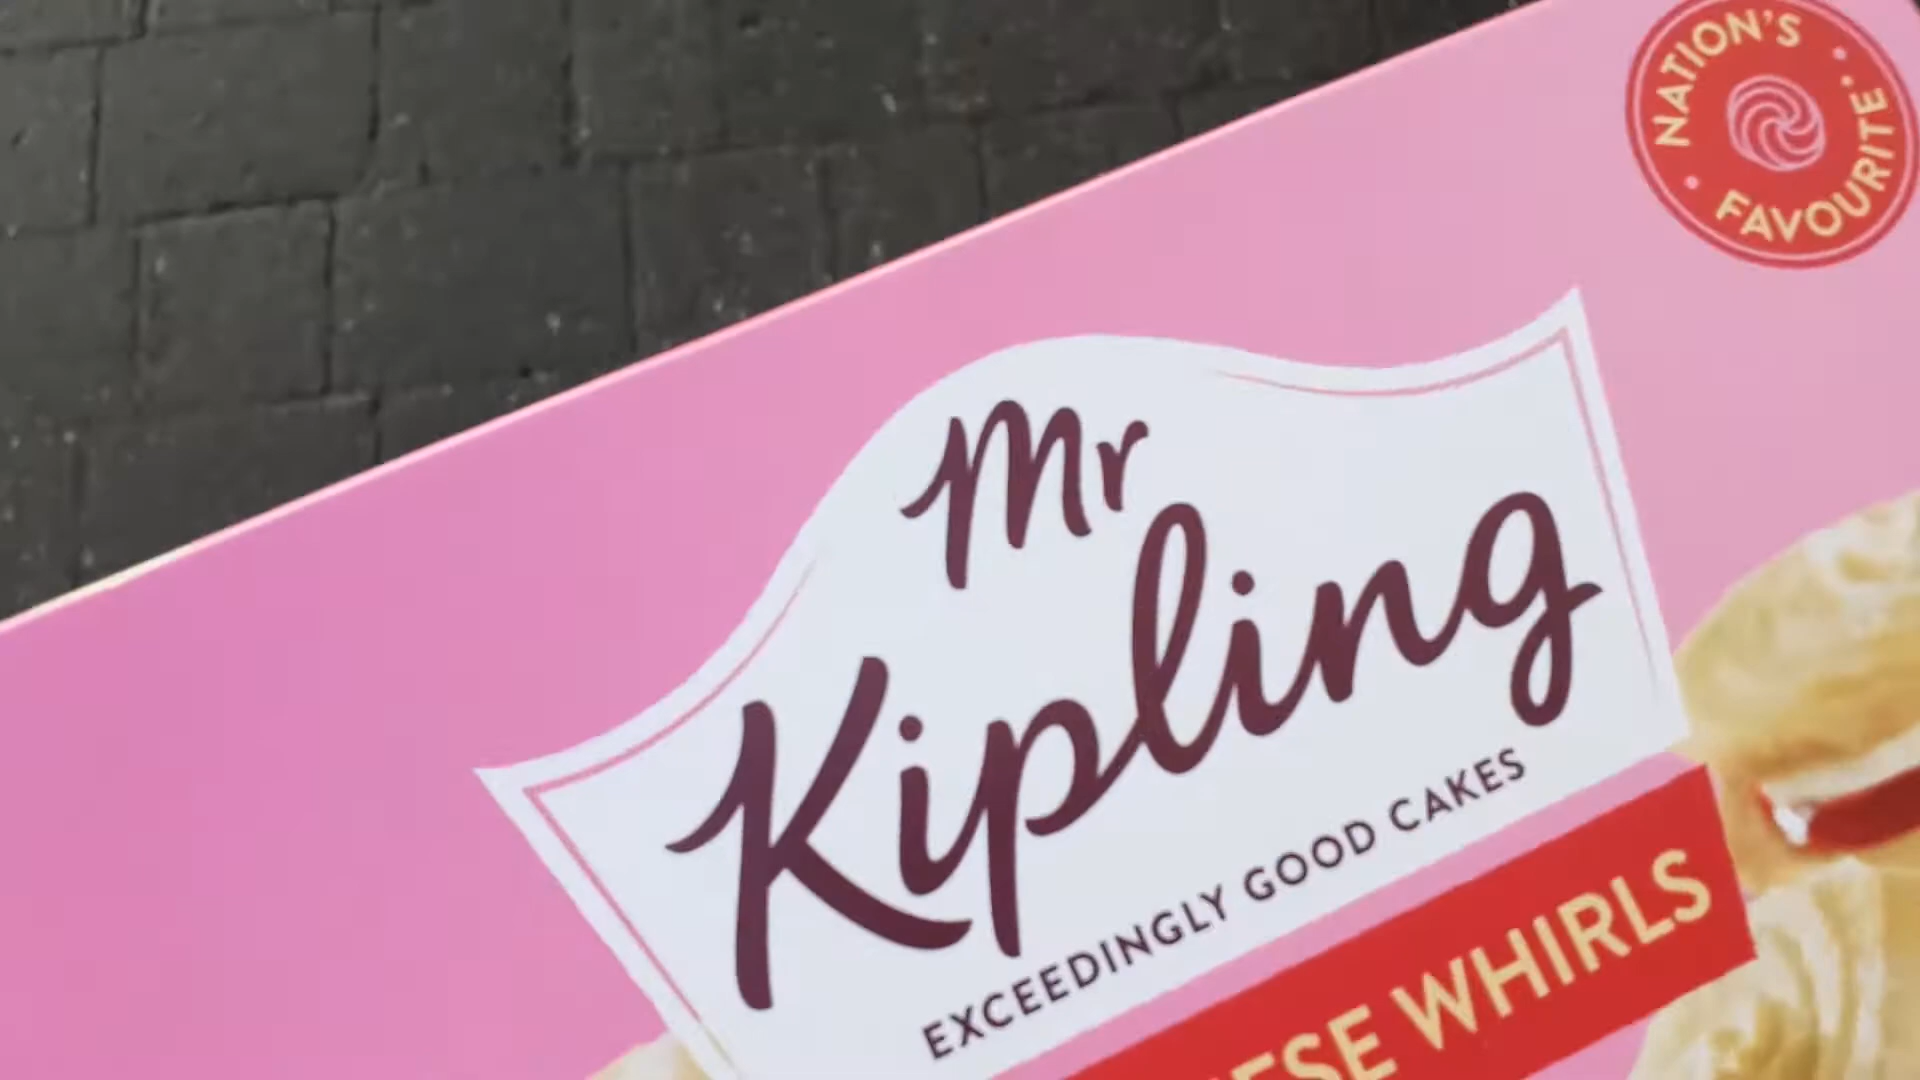 NATION'S
FAVOURITE
Mr
Kipling
EXCEEDINGLY GOOD CAKES
ESE WHIRLS